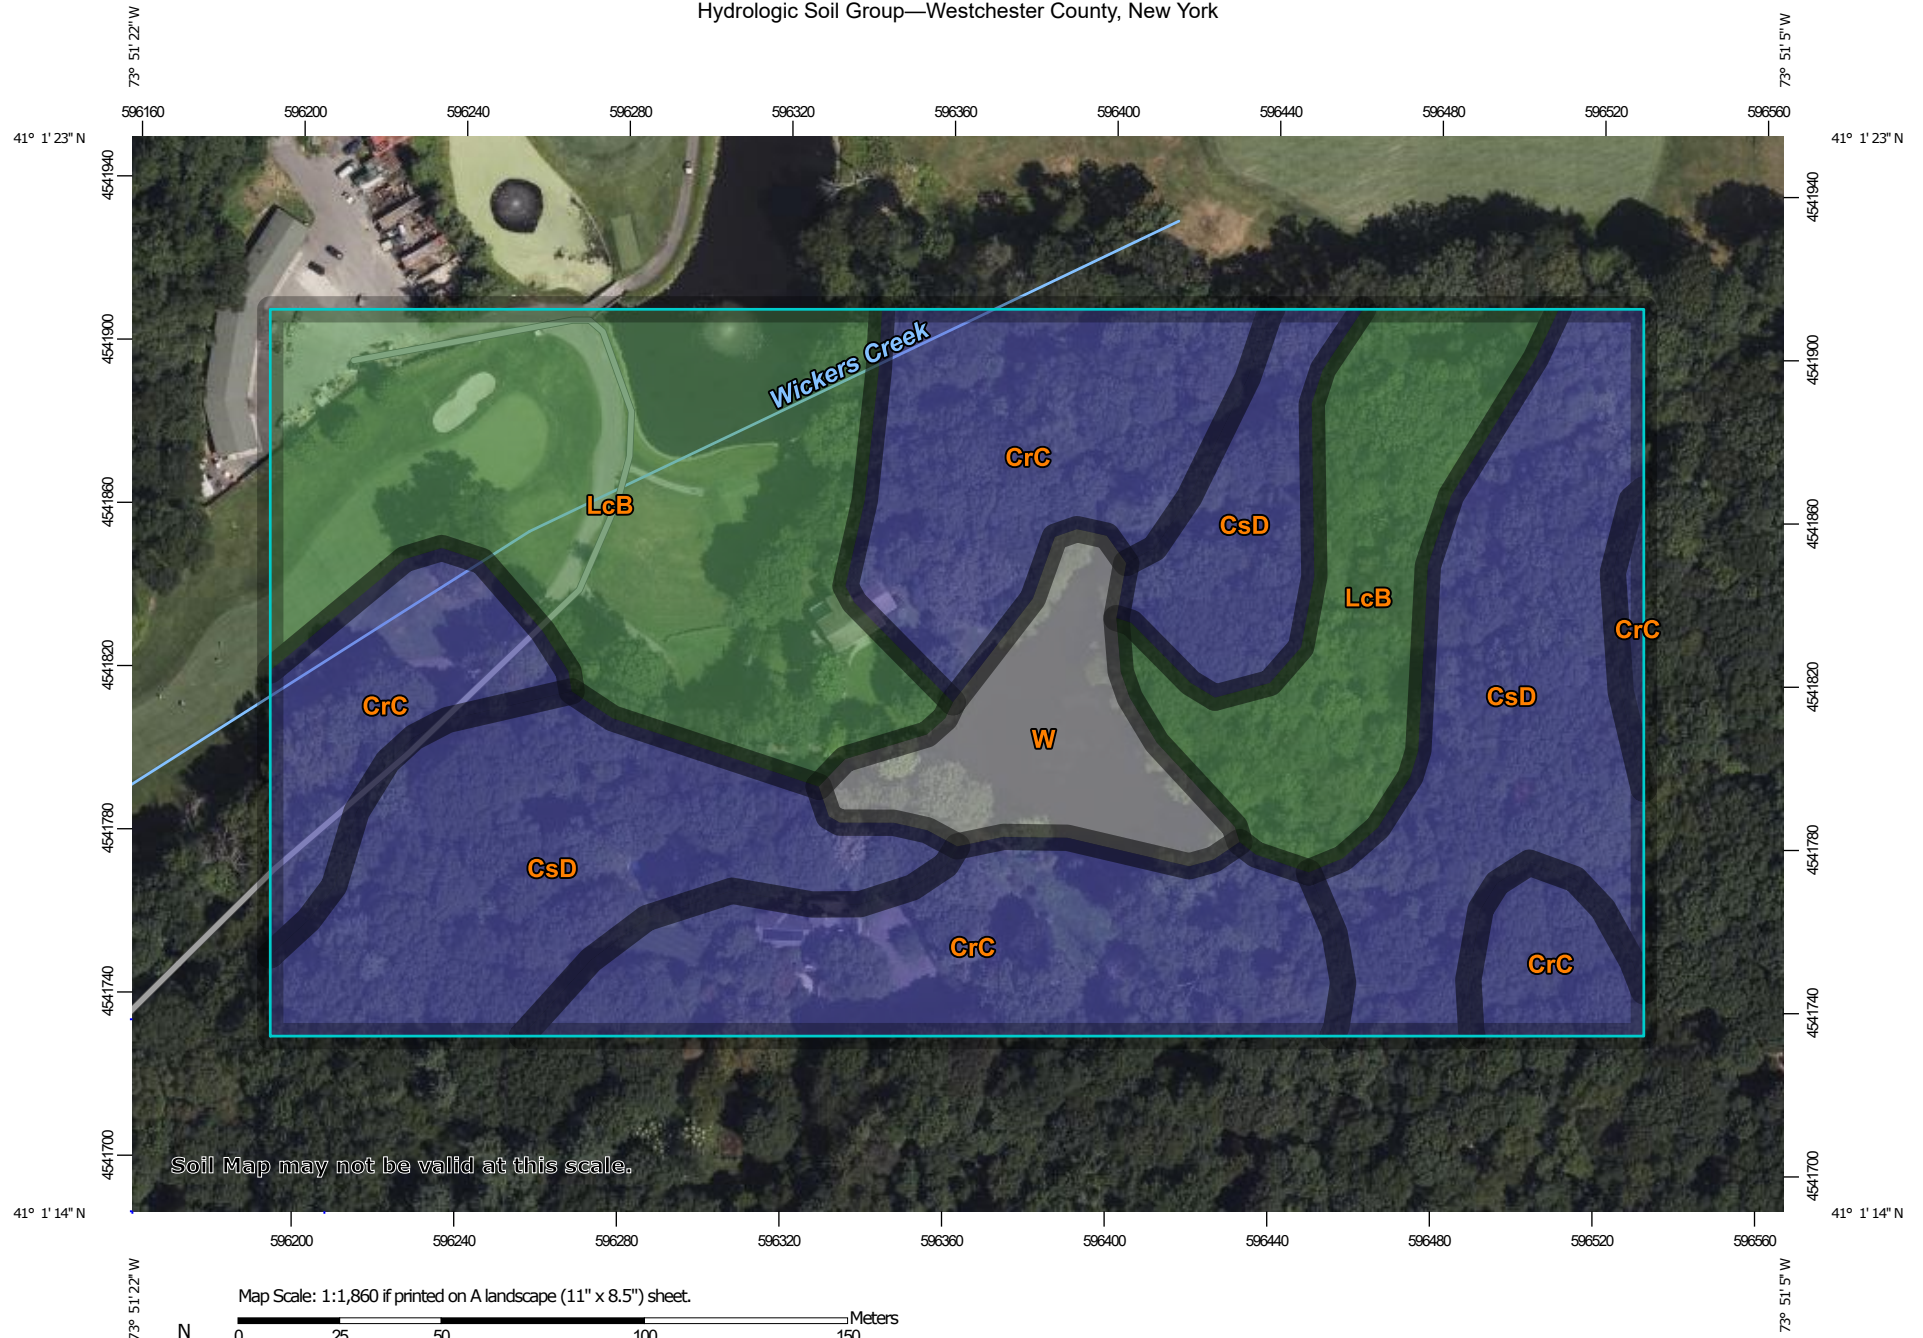 Hydrologic Soil Group—Westchester County, New York
73° 51' 22" W
73° 51' 5" W
596160 596200 596240 596280 596320 596360 596400 596440 596480 596520 596560
41° 1' 23" N
41° 1' 23" N
4541940
4541940
4541900
4541900
Wickers Creek
CrC
4541860
4541860
LcB
CsD
LcB
CrC
4541820
4541820
CrC
CsD
W
4541780
4541780
CsD
CrC
CrC
4541740
4541740
4541700
4541700
Soil Map may not be valid at this scale.
41° 1' 14" N
41° 1' 14" N
596200 596240 596280 596320 596360 596400 596440 596480 596520 596560
73° 51' 22" W
73° 51' 5" W
Map Scale: 1:1,860 if printed on A landscape (11" x 8.5") sheet.
Meters
N
0 25 50 100 150